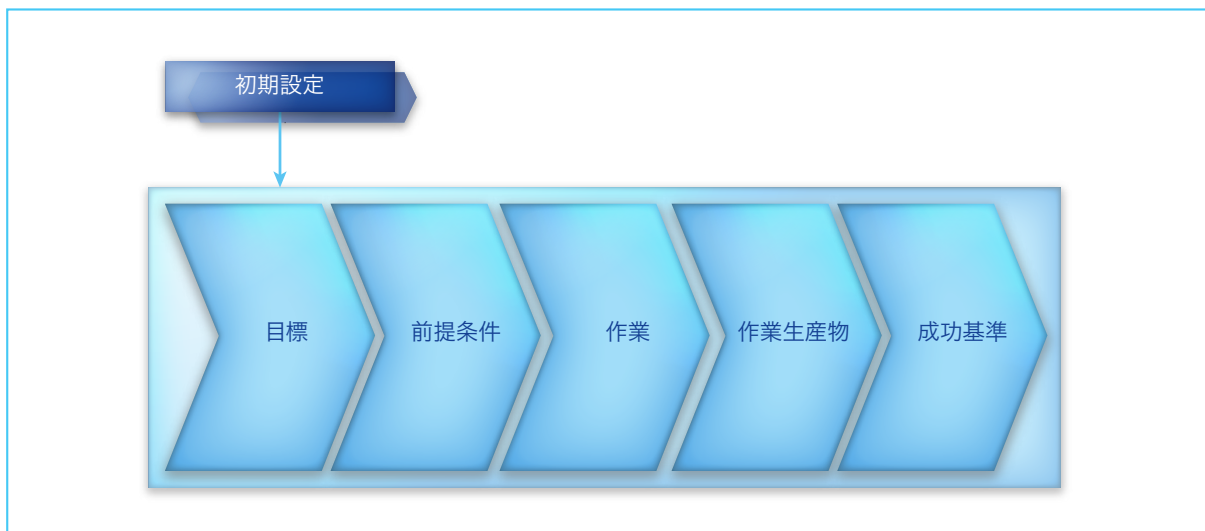 初期設定
目標
前提条件
作業
作業生産物
成功基準